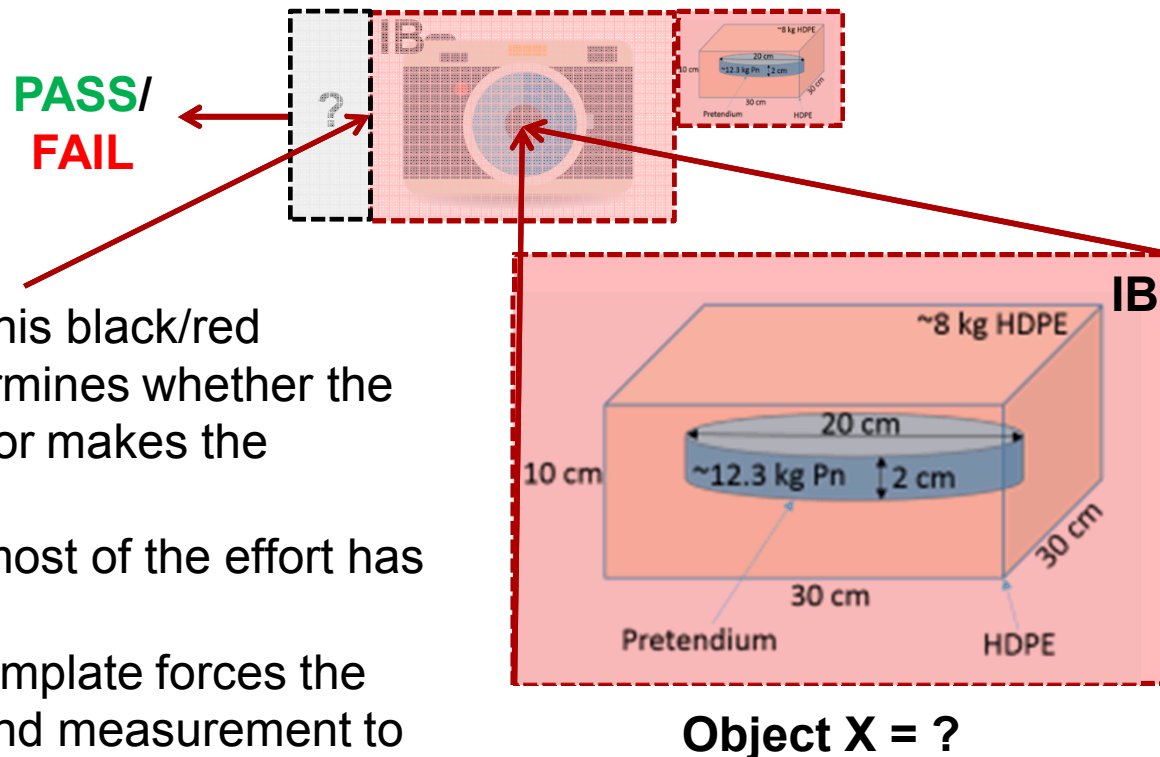 IB
~8 kg HDPE
20 cm
10 cm
~12.3 kg Pn
2 cm
30 cm
30 cm
Pretendium
HDPE
PASS/
FAIL
?
his black/red
rmines whether the
or makes the
most of the effort has
mplate forces the
nd measurement to
IB
~8 kg HDPE
20 cm
10 cm
~12.3 kg Pn
2 cm
30 cm
30 cm
Pretendium
HDPE
Object X = ?